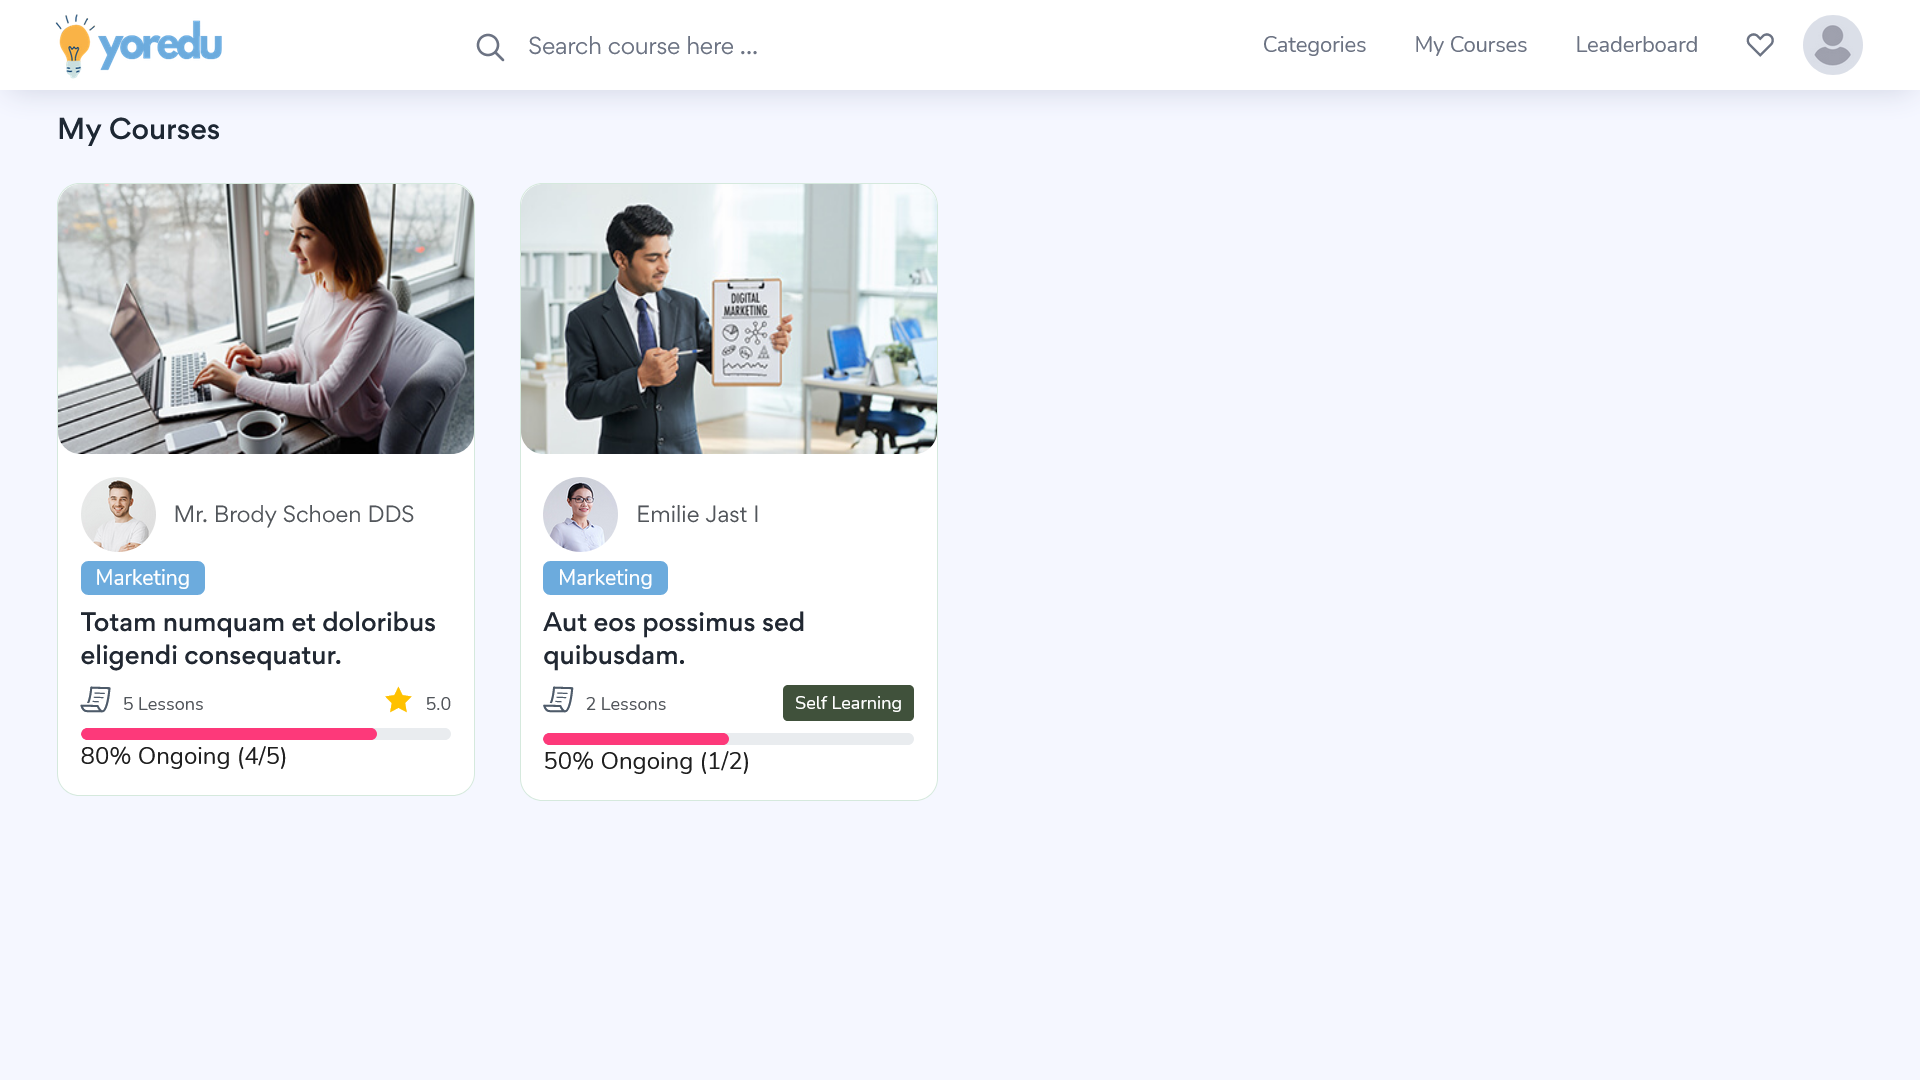 yoredu
Search course here ...
Categories
My Courses
Leaderboard
My Courses
DIGITAL
MARKETING
Mr. Brody Schoen DDS
Marketing
Totam numquam et doloribus
eligendi consequatur.
5 Lessons
5.0
80% Ongoing (4/5)
Emilie Jast I
Marketing
Aut eos possimus sed
quibusdam.
2 Lessons
Self Learning
50% Ongoing (1/2)